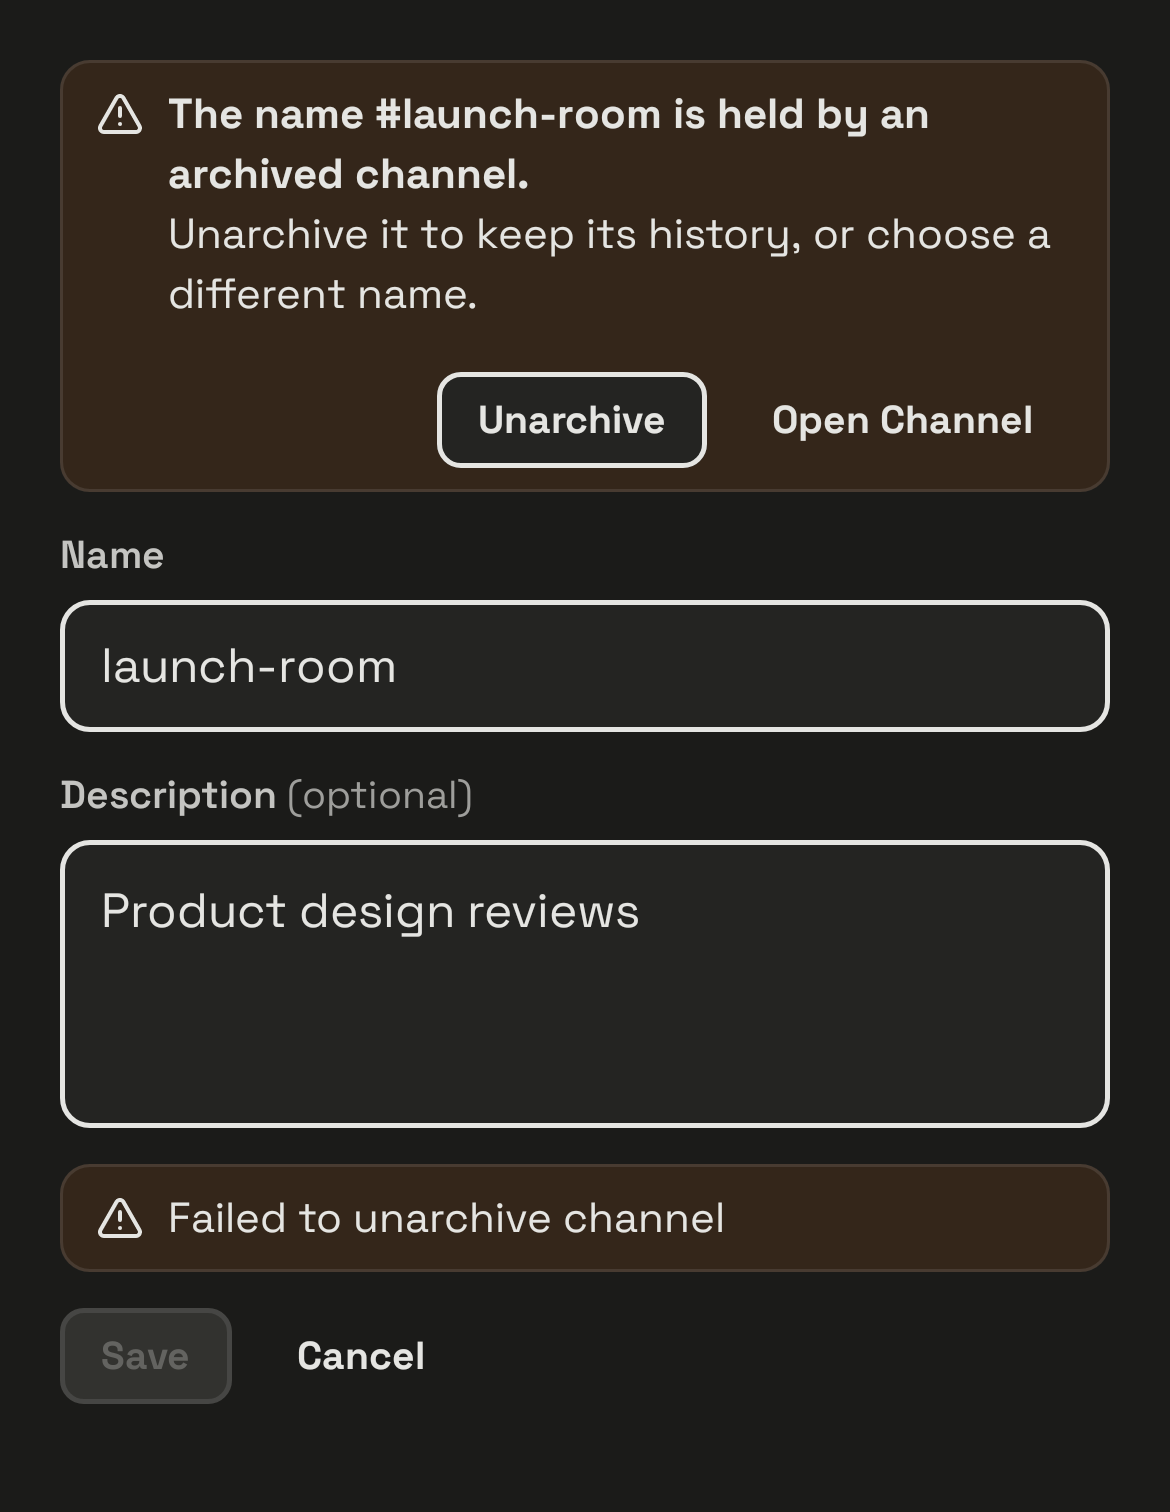 The name #launch-room is held by an
archived channel.
Unarchive it to keep its history, or choose a
different name.
Unarchive
Open Channel
Name
launch-room
Description (optional)
Product design reviews
Failed to unarchive channel
Save
Cancel